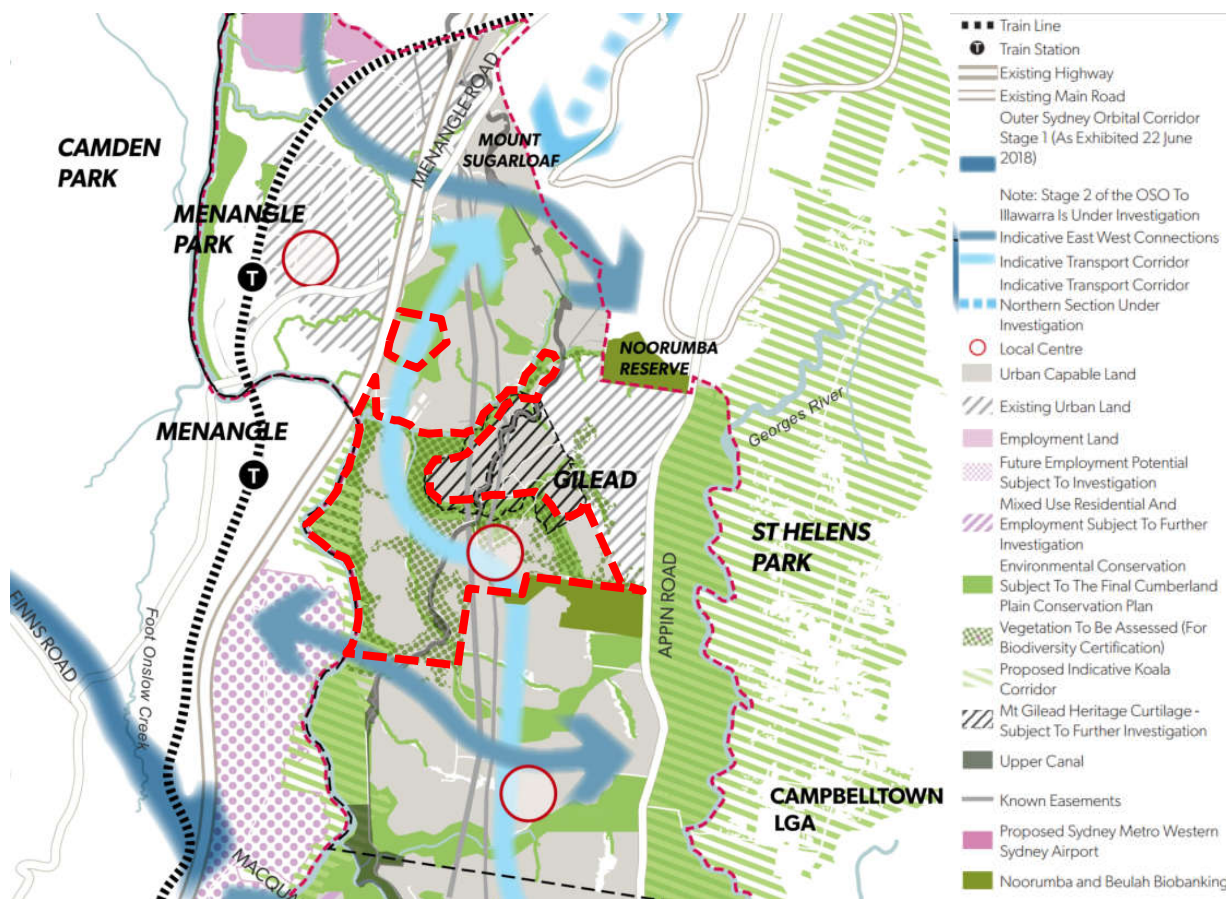 CAMDEN
PARK
MENANGLE
PARK
T
MENANGLE ROAD
MOUNT
SUGARLOAF
NOORUMBA
RESERVE
Georges River
MENANGLE
T
GILEAD
ST HELENS
PARK
APPIN ROAD
FINNS ROAD
Foot Onslow Creek
CAMPBELLTOWN
LGA
Train Line
T
Train Station
Existing Highway
Existing Main Road
Outer Sydney Orbital Corridor
Stage 1 (As Exhibited 22 June
2018)
Note: Stage 2 of the OSO To
Illawarra Is Under Investigation
Indicative East West Connections
Indicative Transport Corridor
Indicative Transport Corridor
Northern Section Under
Investigation
Local Centre
Urban Capable Land
Existing Urban Land
Employment Land
Future Employment Potential
Subject To Investigation
Mixed Use Residential And
Employment Subject To Further
Investigation
Environmental Conservation
Subject To The Final Cumberland
Plain Conservation Plan
Vegetation To Be Assessed (For
Biodiversity Certification)
Proposed Indicative Koala
Corridor
Mt Gilead Heritage Curtilage -
Subject To Further Investigation
Upper Canal
Known Easements
Proposed Sydney Metro Western
Sydney Airport
Noorumba and Beulah Biobanking